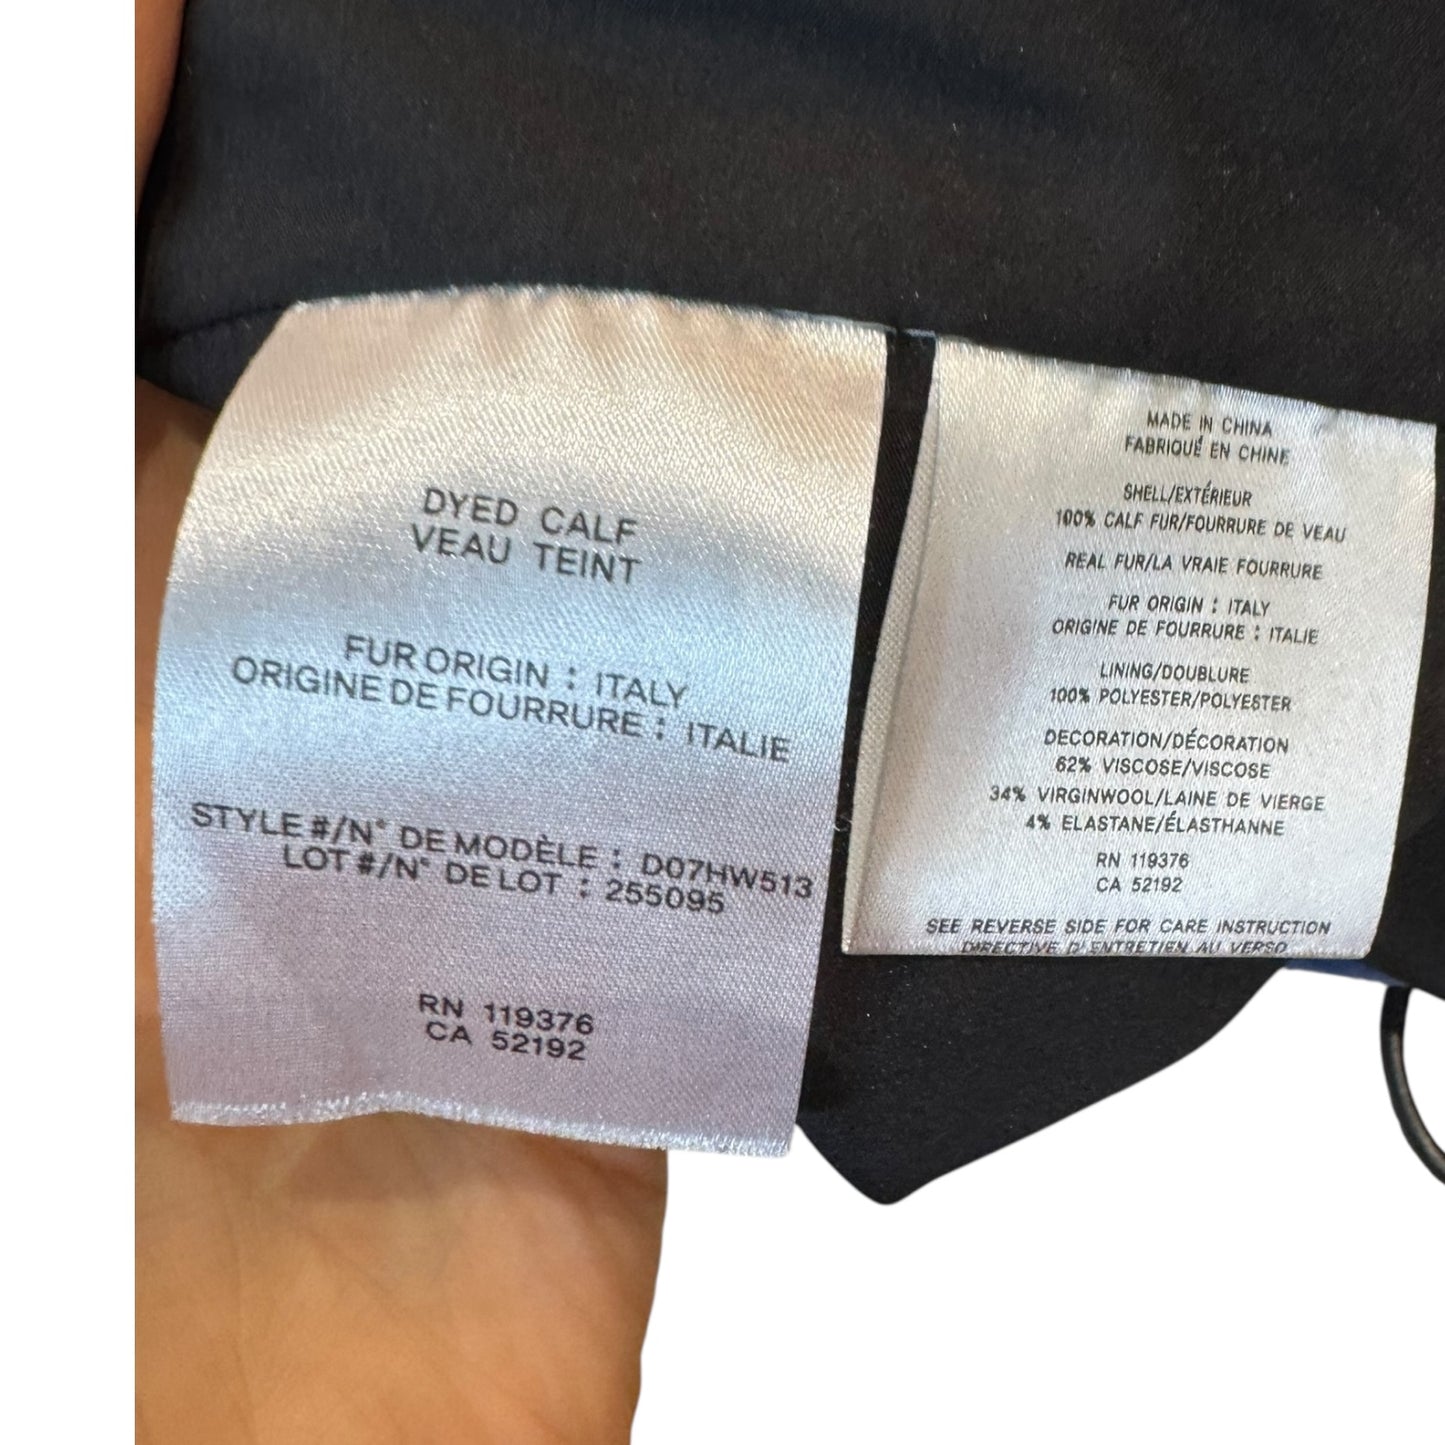 DYED CALF
VEAU TEINT
FUR ORIGIN : ITALY
ORIGINE DE FOURRURE : ITALIE
STYLE #/N° DE MODÈLE : D07HW513
LOT #/N° DE LOT : 255095
RN 119376
CA 52192
MADE IN CHINA
FABRIQUÉ EN CHINE
SHELL/EXTÉRIEUR
100% CALF FUR/FOURRURE DE VEAU
REAL FUR/LA VRAIE FOURRURE
FUR ORIGIN : ITALY
ORIGINE DE FOURRURE : ITALIE
LINING/DOUBLURE
100% POLYESTER/POLYESTER
DECORATION/DÉCORATION
62% VISCOSE/VISCOSE
34% VIRGINWOOL/LAINE DE VIERGE
4% ELASTANE/ÉLASTHANNE
RN 119376
CA 52192
SEE REVERSE SIDE FOR CARE INSTRUCTION
DIRECTIVE D'ENTRETIEN AU VERSO